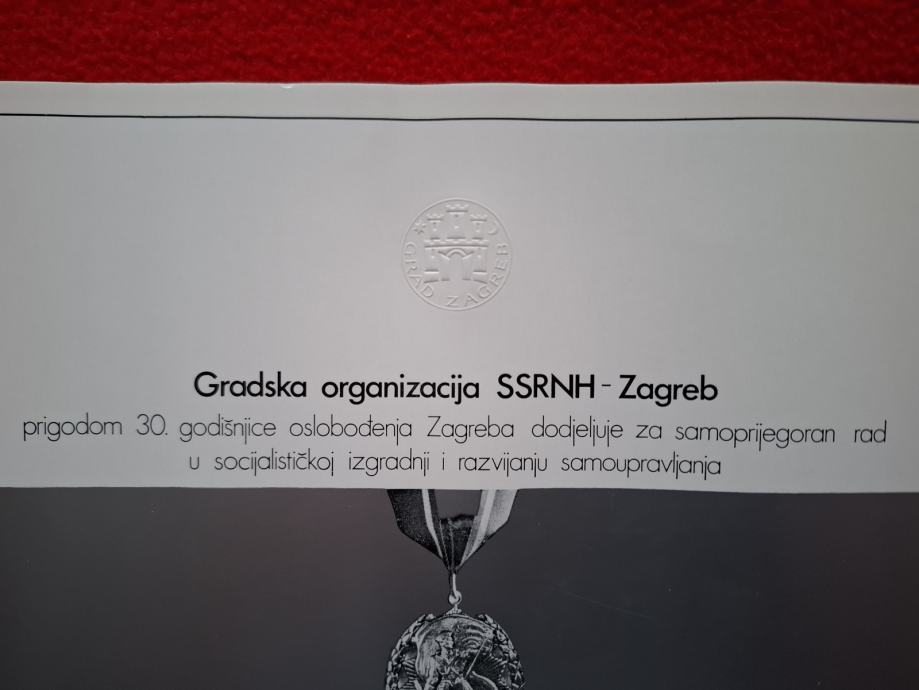 GRAD ZAGREB
Gradska organizacija SSRNH - Zagreb
prigodom 30. godišnjice oslobođenja Zagreba dodjeljuje za samoprijegoran rad
u socijalističkoj izgradnji i razvijanju samoupravljanja